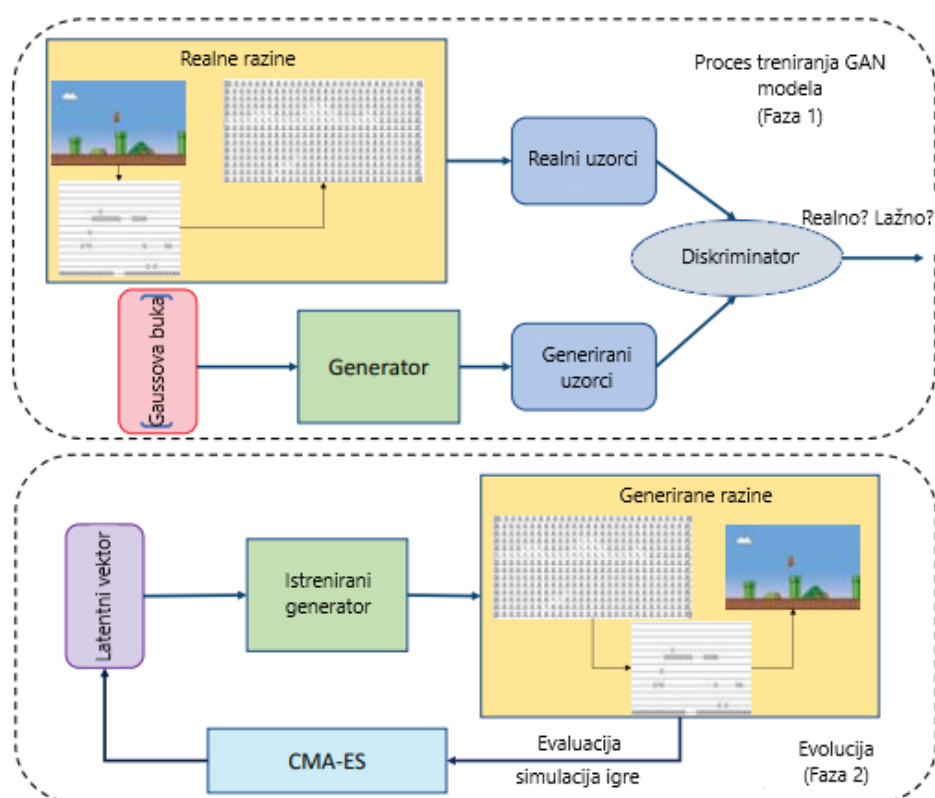 Realne razine
Proces treniranja GAN
modela
(Faza 1)
Realni uzorci
Realno? Lažno?
Diskriminator
Gaussova buka
Generator
Generirani
uzorci
Generirane razine
Latentni vektor
Istrenirani
generator
CMA-ES
Evaluacija
simulacija igre
Evolucija
(Faza 2)